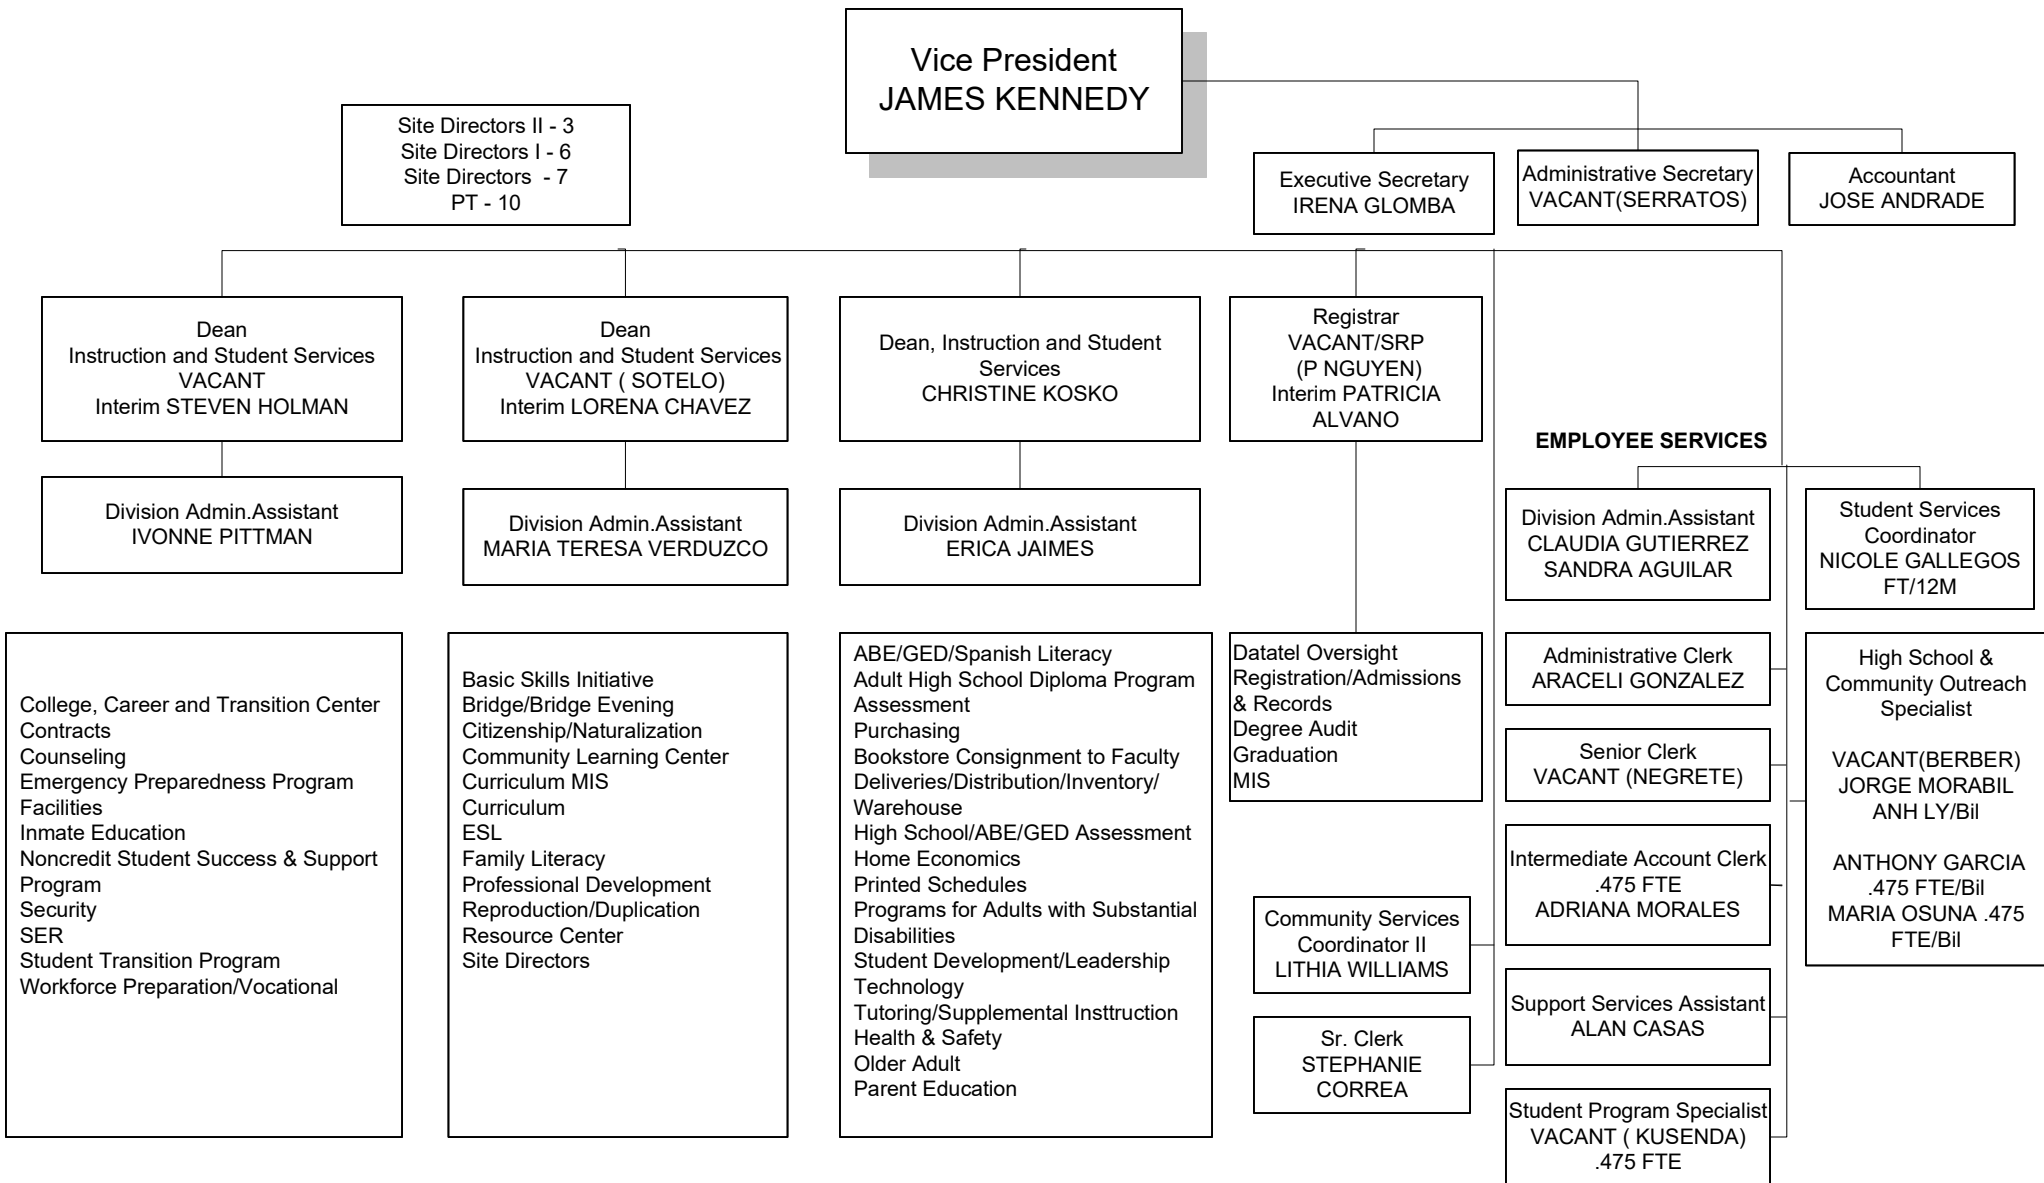 Vice President
JAMES KENNEDY
Site Directors II - 3
Site Directors I - 6
Site Directors  - 7
PT - 10
Executive Secretary
IRENA GLOMBA
Administrative Secretary
VACANT(SERRATOS)
Accountant
JOSE ANDRADE
Dean
Instruction and Student Services
VACANT
Interim STEVEN HOLMAN
Dean
Instruction and Student Services
VACANT ( SOTELO)
Interim LORENA CHAVEZ
Dean, Instruction and Student
Services
CHRISTINE KOSKO
Registrar
VACANT/SRP
(P NGUYEN)
Interim PATRICIA
ALVANO
Division Admin.Assistant
IVONNE PITTMAN
Division Admin.Assistant
MARIA TERESA VERDUZCO
Division Admin.Assistant
ERICA JAIMES
EMPLOYEE SERVICES
Division Admin.Assistant
CLAUDIA GUTIERREZ
SANDRA AGUILAR
Student Services
Coordinator
NICOLE GALLEGOS
FT/12M
College, Career and Transition Center
Contracts
Counseling
Emergency Preparedness Program
Facilities
Inmate Education
Noncredit Student Success & Support
Program
Security
SER
Student Transition Program
Workforce Preparation/Vocational
Basic Skills Initiative
Bridge/Bridge Evening
Citizenship/Naturalization
Community Learning Center
Curriculum MIS
Curriculum
ESL
Family Literacy
Professional Development
Reproduction/Duplication
Resource Center
Site Directors
ABE/GED/Spanish Literacy
Adult High School Diploma Program
Assessment
Purchasing
Bookstore Consignment to Faculty
Deliveries/Distribution/Inventory/
Warehouse
High School/ABE/GED Assessment
Home Economics
Printed Schedules
Programs for Adults with Substantial
Disabilities
Student Development/Leadership
Technology
Tutoring/Supplemental Insttruction
Health & Safety
Older Adult
Parent Education
Datatel Oversight
Registration/Admissions
& Records
Degree Audit
Graduation
MIS
Community Services
Coordinator II
LITHIA WILLIAMS
Sr. Clerk
STEPHANIE
CORREA
Administrative Clerk
ARACELI GONZALEZ
Senior Clerk
VACANT (NEGRETE)
Intermediate Account Clerk
.475 FTE
ADRIANA MORALES
Support Services Assistant
ALAN CASAS
Student Program Specialist
VACANT ( KUSENDA)
.475 FTE
High School &
Community Outreach
Specialist
VACANT(BERBER)
JORGE MORABIL
ANH LY/Bil
ANTHONY GARCIA
.475 FTE/Bil
MARIA OSUNA .475
FTE/Bil